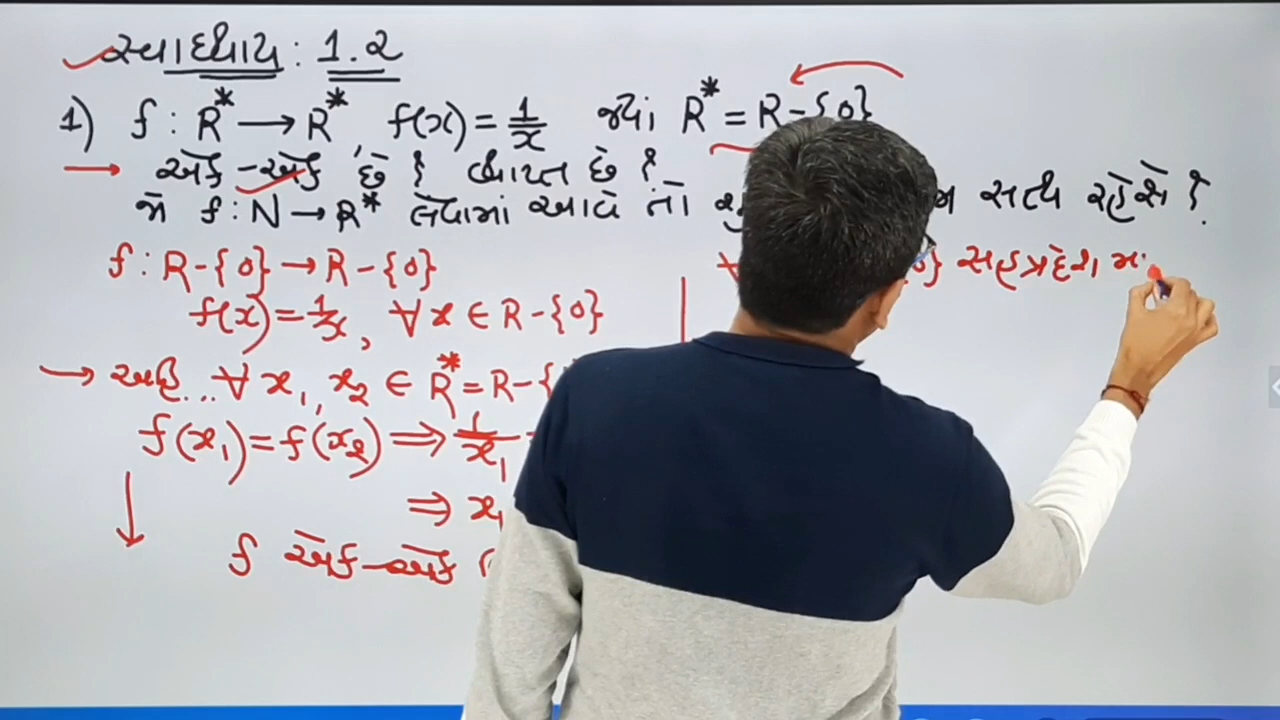 સ્વાધ્યાય : 1.2
1) f : R* → R*, f(x) = 1/x જ્યાં R* = R - {0}
→ એક-એક છે ? વ્યાપ્ત છે ?
જો f : N → R* લેવામાં આવે તો સત્ય રહેશે ?
f : R - {0} → R - {0}
f(x) = 1/x, ∀ x ∈ R - {0}
→ અહીં... ∀ x₁, x₂ ∈ R* = R - {
f(x₁) = f(x₂) ⇒ 1/x₁
⇒ x₁
f એક-એક
∀ } સહપ્રદેશમાં